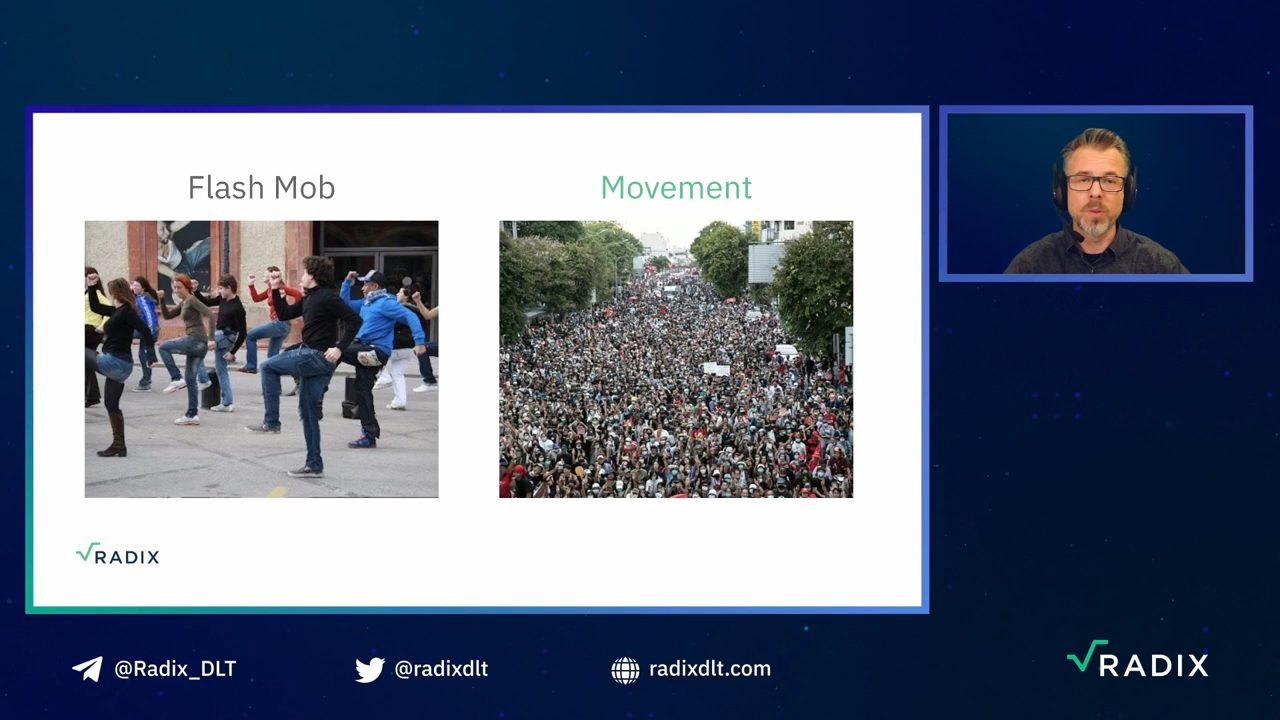 Flash Mob
Movement
RADIX
@Radix_DLT
@radixdlt
radixdlt.com
RADIX